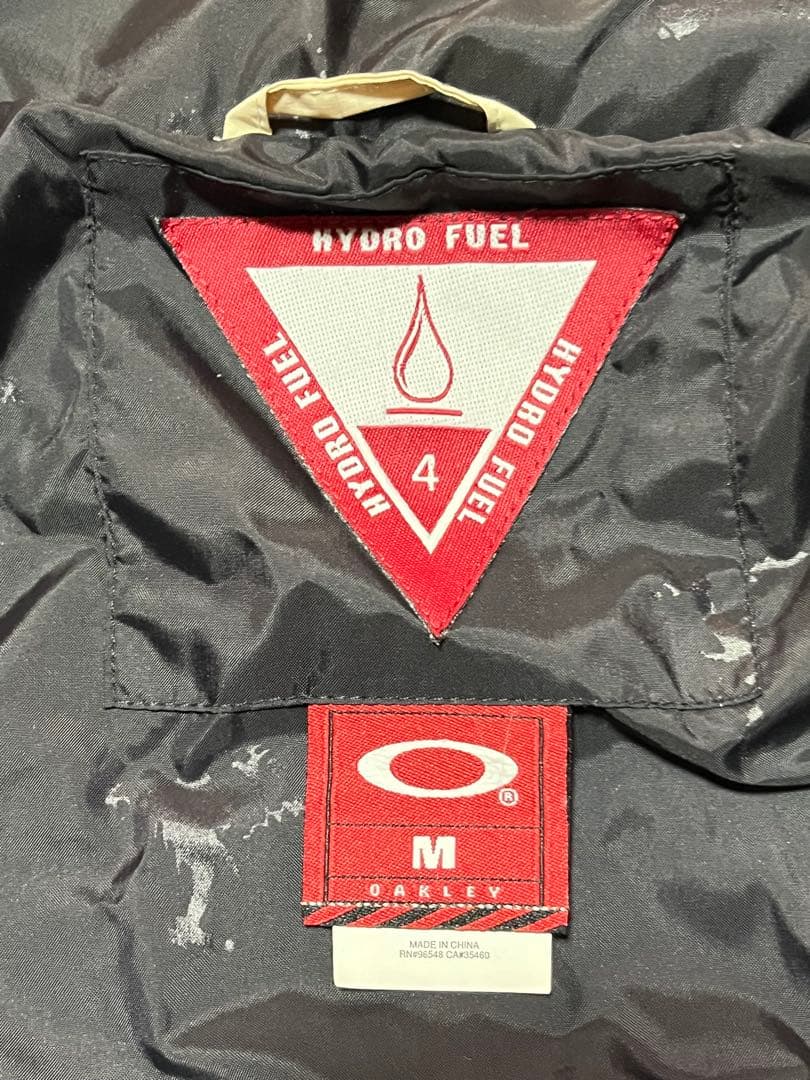 HYDRO FUEL
HYDRO FUEL
HYDRO FUEL
4
®
M
OAKLEY
MADE IN CHINA
RN#96548 CA#35460